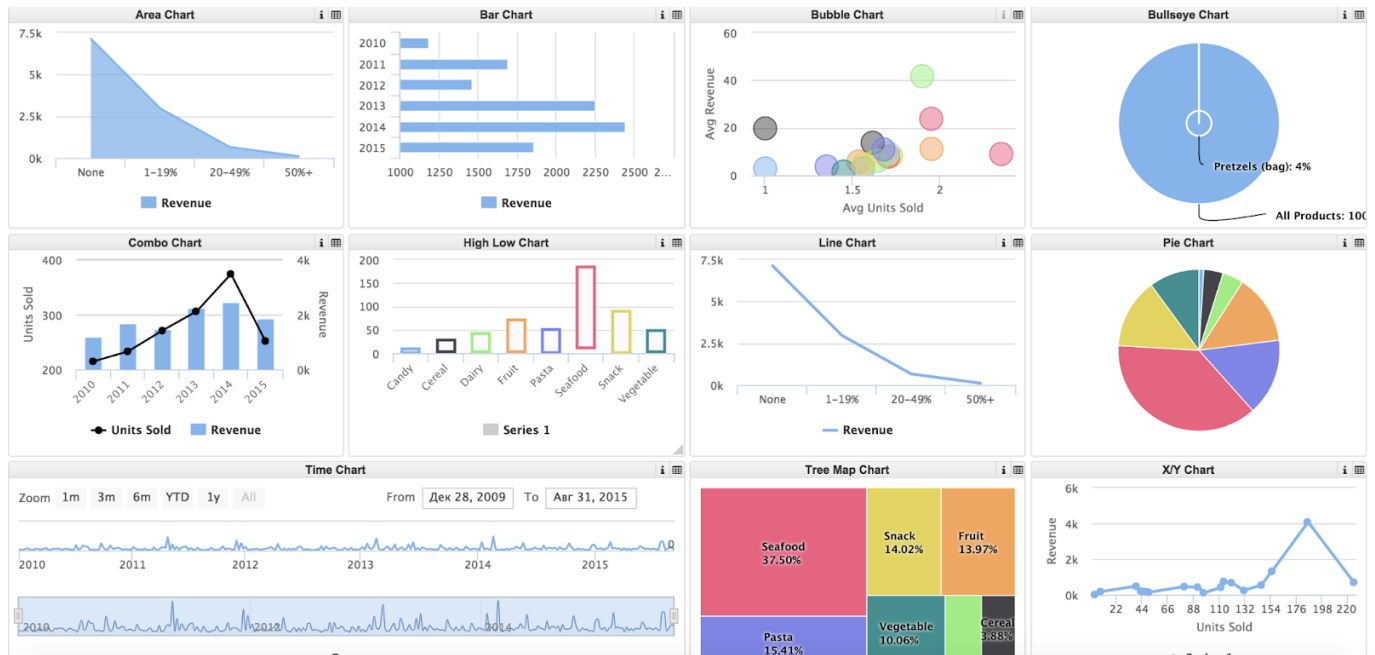 Area Chart
7.5k
5k
2.5k
0k
None 1-19% 20-49% 50%+
Revenue
Bar Chart
2010
2011
2012
2013
2014
2015
1000 1250 1500 1750 2000 2250 2500 2...
Revenue
Bubble Chart
Avg Revenue
60
40
20
0
1 1.5 2
Avg Units Sold
Bullseye Chart
Pretzels (bag): 4%
All Products: 100
Combo Chart
Units Sold
400
300
200
4k
2k
0k
Revenue
2010 2011 2012 2013 2014 2015
Units Sold Revenue
High Low Chart
200
150
100
50
0
Candy Cereal Dairy Fruit Pasta Seafood Snack Vegetable
Series 1
Line Chart
7.5k
5k
2.5k
0k
None 1-19% 20-49% 50%+
Revenue
Pie Chart
Time Chart
Zoom 1m 3m 6m YTD 1y All
From Дек 28, 2009 To Авг 31, 2015
0
2010 2011 2012 2013 2014 2015
2010 2012 2014
Tree Map Chart
Seafood
37.50%
Snack
14.02%
Fruit
13.97%
Pasta
15.41%
Vegetable
10.06%
Cereal
3.88%
X/Y Chart
Revenue
6k
4k
2k
0k
22 44 66 88 110 132 154 176 198 220
Units Sold